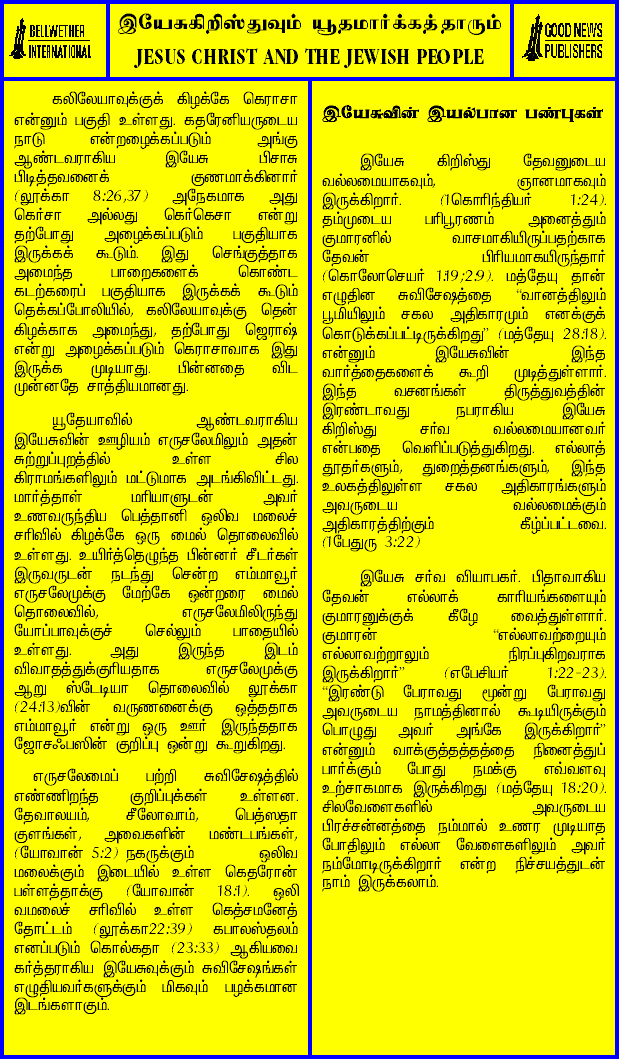 BELLWETHER
INTERNATIONAL
இயேசுகிறிஸ்துவும் யூதமார்க்கத்தாரும்
JESUS CHRIST AND THE JEWISH PEOPLE
GOOD NEWS
PUBLISHERS
கலிலேயாவுக்குக் கிழக்கே கெராசா
என்னும் பகுதி உள்ளது. கதரேனியருடைய
நாடு என்றழைக்கப்படும் அங்கு
ஆண்டவராகிய இயேசு பிசாசு
பிடித்தவனைக் குணமாக்கினார்
(லூக்கா 8:26,37) அநேகமாக அது
கெர்சா அல்லது கெர்கெசா என்று
தற்போது அழைக்கப்படும் பகுதியாக
இருக்கக் கூடும். இது செங்குத்தாக
அமைந்த பாறைகளைக் கொண்ட
கடற்கரைப் பகுதியாக இருக்கக் கூடும்
தெக்கப்போலியில், கலிலேயாவுக்கு தென்
கிழக்காக அமைந்து, தற்போது ஜெராஷ்
என்று அழைக்கப்படும் கெராசாவாக இது
இருக்க முடியாது. பின்னதை விட
முன்னதே சாத்தியமானது.
யூதேயாவில் ஆண்டவராகிய
இயேசுவின் ஊழியம் எருசலேமிலும் அதன்
சுற்றுப்புறத்தில் உள்ள சில
கிராமங்களிலும் மட்டுமாக அடங்கிவிட்டது.
மார்த்தாள் மரியாளுடன் அவர்
உணவருந்திய பெத்தானி ஒலிவ மலைச்
சரிவில் கிழக்கே ஒரு மைல் தொலைவில்
உள்ளது. உயிர்த்தெழுந்த பின்னர் சீடர்கள்
இருவருடன் நடந்து சென்ற எம்மாவூர்
எருசலேமுக்கு மேற்கே ஒன்றரை மைல்
தொலைவில், எருசலேமிலிருந்து
யோப்பாவுக்குச் செல்லும் பாதையில்
உள்ளது. அது இருந்த இடம்
விவாதத்துக்குரியதாக எருசலேமுக்கு
ஆறு ஸ்டேடியா தொலைவில் லூக்கா
(24:13)வின் வருணனைக்கு ஒத்ததாக
எம்மாவூர் என்று ஒரு ஊர் இருந்ததாக
ஜோசஃபஸின் குறிப்பு ஒன்று கூறுகிறது.
எருசலேமைப் பற்றி சுவிசேஷத்தில்
எண்ணிறந்த குறிப்புக்கள் உள்ளன.
தேவாலயம், சீலோவாம், பெத்ஸதா
குளங்கள், அவைகளின் மண்டபங்கள்,
(யோவான் 5:2) நகருக்கும் ஒலிவ
மலைக்கும் இடையில் உள்ள கெதரோன்
பள்ளத்தாக்கு (யோவான் 18:1). ஒலி
வமலைச் சரிவில் உள்ள கெத்சமனேத்
தோட்டம் (லூக்கா22:39) கபாலஸ்தலம்
எனப்படும் கொல்கதா (23:33) ஆகியவை
கர்த்தராகிய இயேசுவுக்கும் சுவிசேஷங்கள்
எழுதியவர்களுக்கும் மிகவும் பழக்கமான
இடங்களாகும்.
இயேசுவின் இயல்பான பண்புகள்
இயேசு கிறிஸ்து தேவனுடைய
வல்லமையாகவும், ஞானமாகவும்
இருக்கிறார். (1கொரிந்தியர் 1:24).
தம்முடைய பரிபூரணம் அனைத்தும்
குமாரனில் வாசமாகியிருப்பதற்காக
தேவன் பிரியமாகயிருந்தார்
(கொலோசெயர் 1:19;2:9). மத்தேயு தான்
எழுதின சுவிசேஷத்தை “வானத்திலும்
பூமியிலும் சகல அதிகாரமும் எனக்குக்
கொடுக்கப்பட்டிருக்கிறது” (மத்தேயு 28:18).
என்னும் இயேசுவின் இந்த
வார்த்தைகளைக் கூறி முடித்துள்ளார்.
இந்த வசனங்கள் திருத்துவத்தின்
இரண்டாவது நபராகிய இயேசு
கிறிஸ்து சர்வ வல்லமையானவர்
என்பதை வெளிப்படுத்துகிறது. எல்லாத்
தூதர்களும், துறைத்தனங்களும், இந்த
உலகத்திலுள்ள சகல அதிகாரங்களும்
அவருடைய வல்லமைக்கும்
அதிகாரத்திற்கும் கீழ்ப்பட்டவை.
(1பேதுரு 3:22)
இயேசு சர்வ வியாபகர். பிதாவாகிய
தேவன் எல்லாக் காரியங்களையும்
குமாரனுக்குக் கீழே வைத்துள்ளார்.
குமாரன் “எல்லாவற்றையும்
எல்லாவற்றாலும் நிரப்புகிறவராக
இருக்கிறார்” (எபேசியர் 1:22-23).
“இரண்டு பேராவது மூன்று பேராவது
அவருடைய நாமத்தினால் கூடியிருக்கும்
பொழுது அவர் அங்கே இருக்கிறார்”
என்னும் வாக்குத்தத்தத்தை நினைத்துப்
பார்க்கும் போது நமக்கு எவ்வளவு
உற்சாகமாக இருக்கிறது (மத்தேயு 18:20).
சிலவேளைகளில் அவருடைய
பிரச்சன்னத்தை நம்மால் உணர முடியாத
போதிலும் எல்லா வேளைகளிலும் அவர்
நம்மோடிருக்கிறார் என்ற நிச்சயத்துடன்
நாம் இருக்கலாம்.